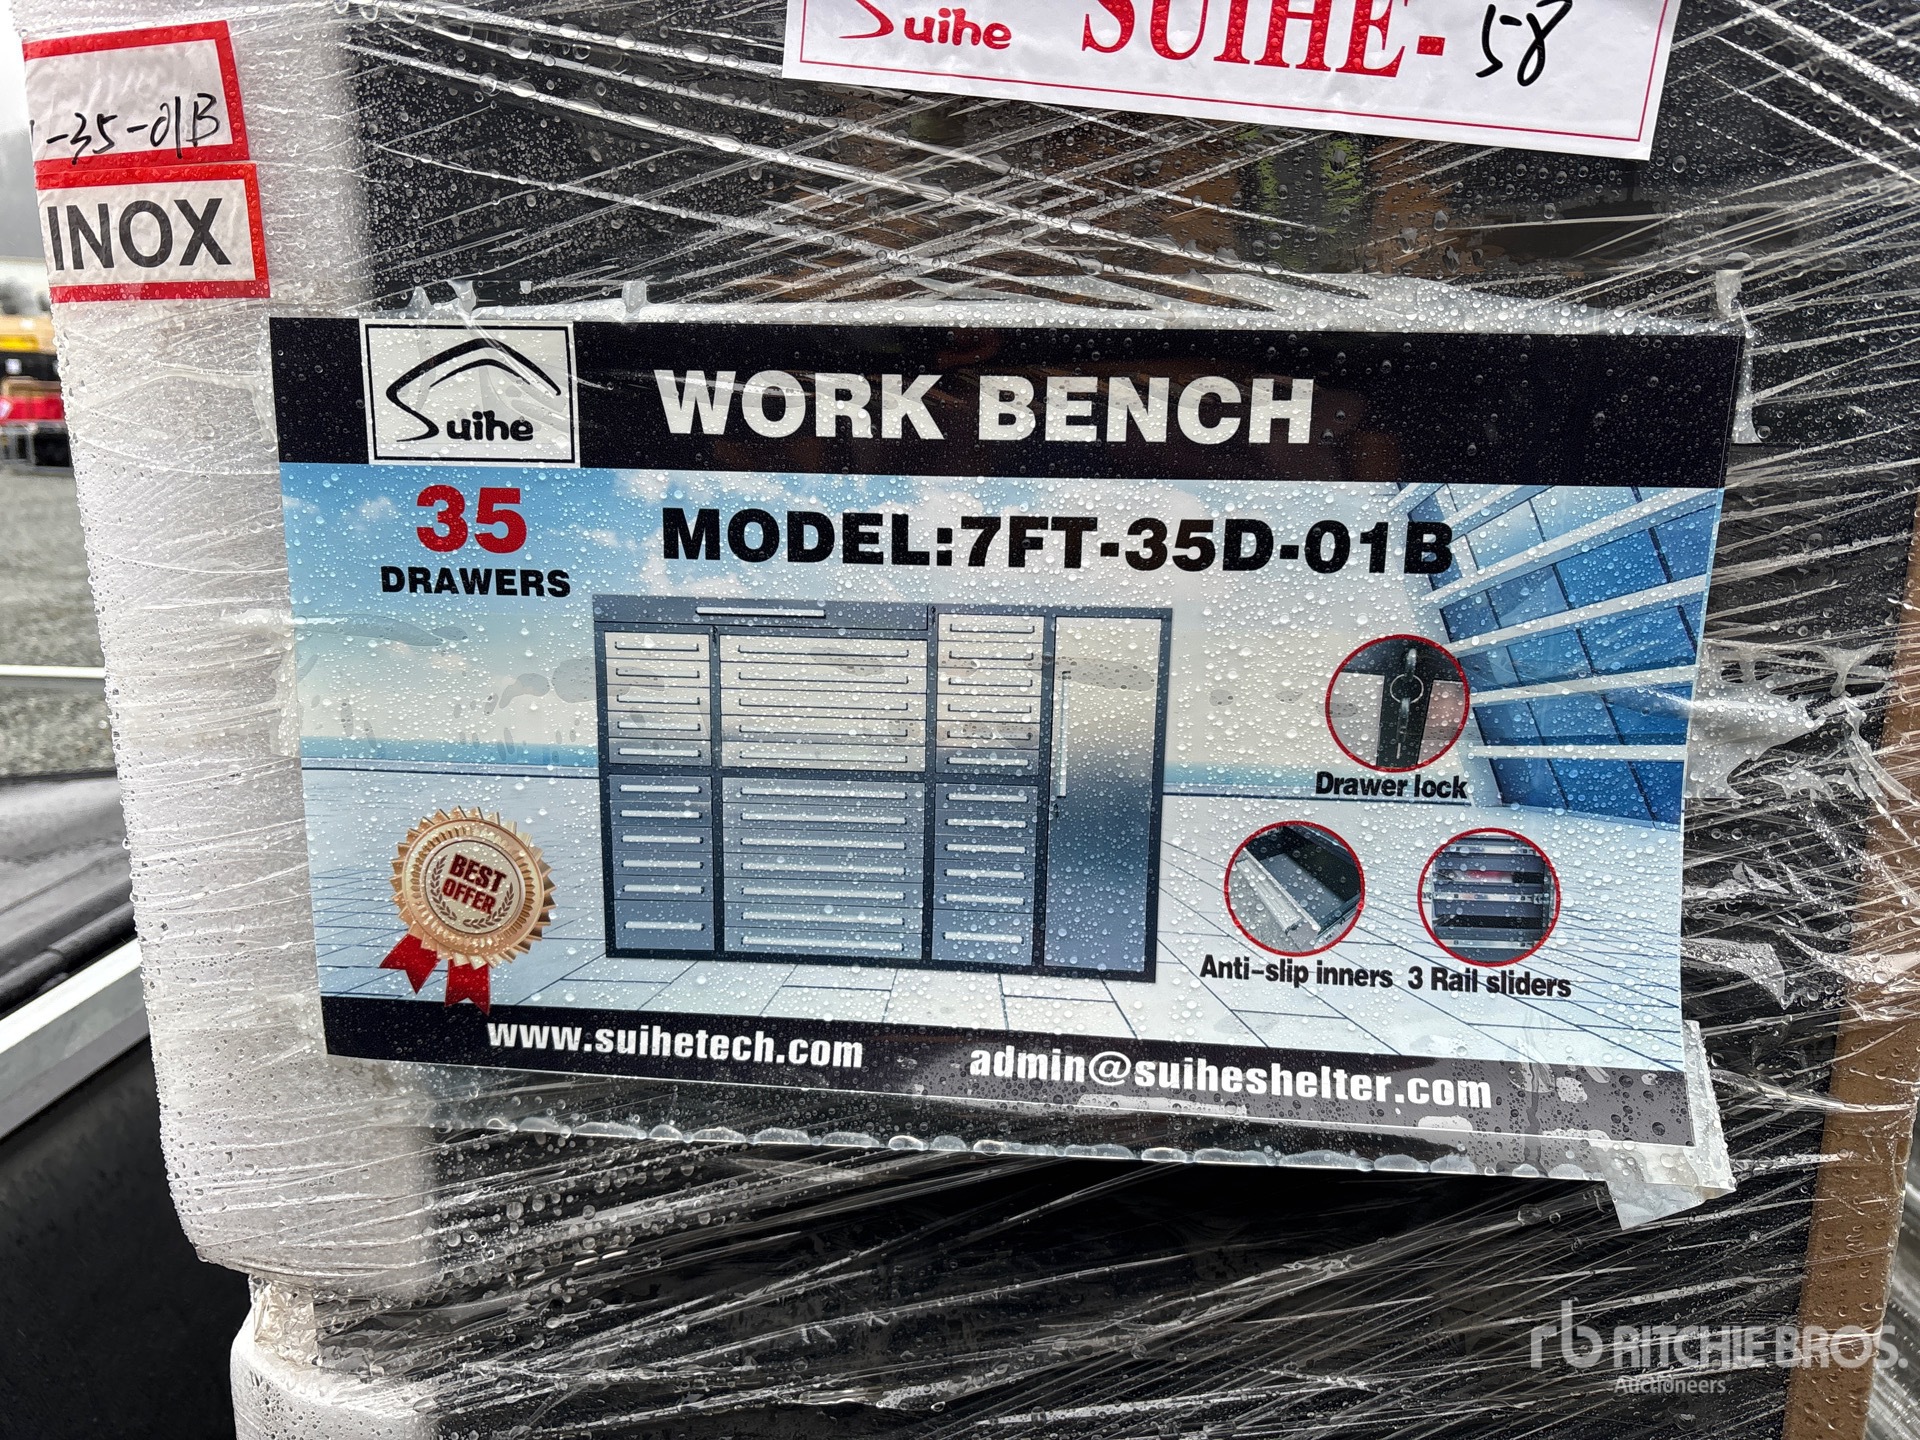 Suihe SUIHE-58
-35-01B
INOX
Suihe
WORK BENCH
35
DRAWERS
MODEL:7FT-35D-01B
Drawer lock
BEST
OFFER
Anti-slip inners 3 Rail sliders
www.suihetech.com admin@suiheshelter.com
rb RITCHIE BROS.
Auctioneers